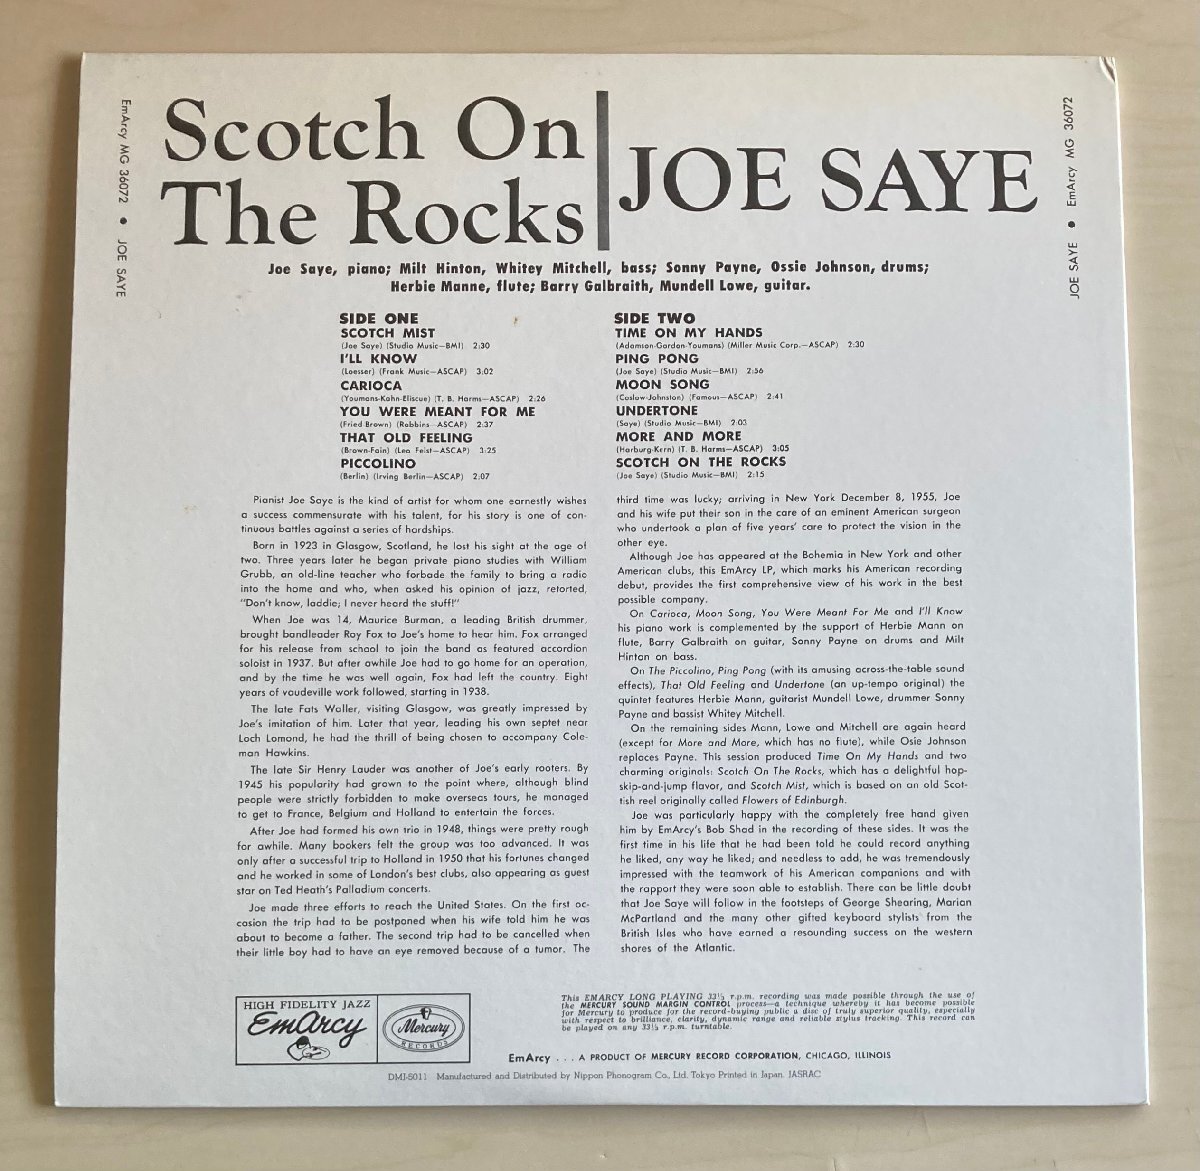 EmArcy MG 36072 • JOE SAYE
Scotch On
The Rocks
JOE SAYE
JOE SAYE • EmArcy MG 36072
Joe Saye, piano; Milt Hinton, Whitey Mitchell, bass; Sonny Payne, Ossie Johnson, drums;
Herbie Manne, flute; Barry Galbraith, Mundell Lowe, guitar.
SIDE ONE
SCOTCH MIST
(Joe Saye) (Studio Music—BMI) 2:30
I'LL KNOW
(Loesser) (Frank Music—ASCAP) 3:02
CARIOCA
(Youmans-Kahn-Eliscue) (T. B. Harms—ASCAP) 2:26
YOU WERE MEANT FOR ME
(Fried Brown) (Robbins—ASCAP) 2:37
THAT OLD FEELING
(Brown-Fain) (Leo Feist—ASCAP) 3:25
PICCOLINO
(Berlin) (Irving Berlin—ASCAP) 2:07
SIDE TWO
TIME ON MY HANDS
(Adamson-Gordon-Youmans) (Miller Music Corp.—ASCAP) 2:30
PING PONG
(Joe Saye) (Studio Music—BMI) 2:56
MOON SONG
(Coslow-Johnston) (Famous—ASCAP) 2:41
UNDERTONE
(Saye) (Studio Music—BMI) 2:03
MORE AND MORE
(Harburg-Kern) (T. B. Harms—ASCAP) 3:05
SCOTCH ON THE ROCKS
(Joe Saye) (Studio Music—BMI) 2:15
Pianist Joe Saye is the kind of artist for whom one earnestly wishes
a success commensurate with his talent, for his story is one of con-
tinuous battles against a series of hardships.
Born in 1923 in Glasgow, Scotland, he lost his sight at the age of
two. Three years later he began private piano studies with William
Grubb, an old-line teacher who forbade the family to bring a radio
into the home and who, when asked his opinion of jazz, retorted,
"Don't know, laddie; I never heard the stuff!"
When Joe was 14, Maurice Burman, a leading British drummer,
brought bandleader Roy Fox to Joe's home to hear him. Fox arranged
for his release from school to join the band as featured accordion
soloist in 1937. But after awhile Joe had to go home for an operation,
and by the time he was well again, Fox had left the country. Eight
years of vaudeville work followed, starting in 1938.
The late Fats Waller, visiting Glasgow, was greatly impressed by
Joe's imitation of him. Later that year, leading his own septet near
Loch Lomond, he had the thrill of being chosen to accompany Cole-
man Hawkins.
The late Sir Henry Lauder was another of Joe's early rooters. By
1945 his popularity had grown to the point where, although blind
people were strictly forbidden to make overseas tours, he managed
to get to France, Belgium and Holland to entertain the forces.
After Joe had formed his own trio in 1948, things were pretty rough
for awhile. Many bookers felt the group was too advanced. It was
only after a successful trip to Holland in 1950 that his fortunes changed
and he worked in some of London's best clubs, also appearing as guest
star on Ted Heath's Palladium concerts.
Joe made three efforts to reach the United States. On the first oc-
casion the trip had to be postponed when his wife told him he was
about to become a father. The second trip had to be cancelled when
their little boy had to have an eye removed because of a tumor. The
third time was lucky; arriving in New York December 8, 1955, Joe
and his wife put their son in the care of an eminent American surgeon
who undertook a plan of five years' care to protect the vision in the
other eye.
Although Joe has appeared at the Bohemia in New York and other
American clubs, this EmArcy LP, which marks his American recording
debut, provides the first comprehensive view of his work in the best
possible company.
On Carioca, Moon Song, You Were Meant For Me and I'll Know
his piano work is complemented by the support of Herbie Mann on
flute, Barry Galbraith on guitar, Sonny Payne on drums and Milt
Hinton on bass.
On The Piccolino, Ping Pong (with its amusing across-the-table sound
effects), That Old Feeling and Undertone (an up-tempo original) the
quintet features Herbie Mann, guitarist Mundell Lowe, drummer Sonny
Payne and bassist Whitey Mitchell.
On the remaining sides Mann, Lowe and Mitchell are again heard
(except for More and More, which has no flute), while Osie Johnson
replaces Payne. This session produced Time On My Hands and two
charming originals: Scotch On The Rocks, which has a delightful hop-
skip-and-jump flavor, and Scotch Mist, which is based on an old Scot-
tish reel originally called Flowers of Edinburgh.
Joe was particularly happy with the completely free hand given
him by EmArcy's Bob Shad in the recording of these sides. It was the
first time in his life that he had been told he could record anything
he liked, any way he liked; and needless to add, he was tremendously
impressed with the teamwork of his American companions and with
the rapport they were soon able to establish. There can be little doubt
that Joe Saye will follow in the footsteps of George Shearing, Marian
McPartland and the many other gifted keyboard stylists from the
British Isles who have earned a resounding success on the western
shores of the Atlantic.
HIGH FIDELITY JAZZ
EmArcy
Mercury
RECORDS
This EMARCY LONG PLAYING 33⅓ r.p.m. recording was made possible through the use of
the MERCURY SOUND MARGIN CONTROL process—a technique whereby it has become possible
for Mercury to produce for the record-buying public a disc of truly superior quality, especially
with respect to brilliance, clarity, dynamic range and reliable stylus tracking. This record can
be played on any 33⅓ r.p.m. turntable.
EmArcy . . . A PRODUCT OF MERCURY RECORD CORPORATION, CHICAGO, ILLINOIS
DMJ-5011 Manufactured and Distributed by Nippon Phonogram Co., Ltd. Tokyo Printed in Japan. JASRAC